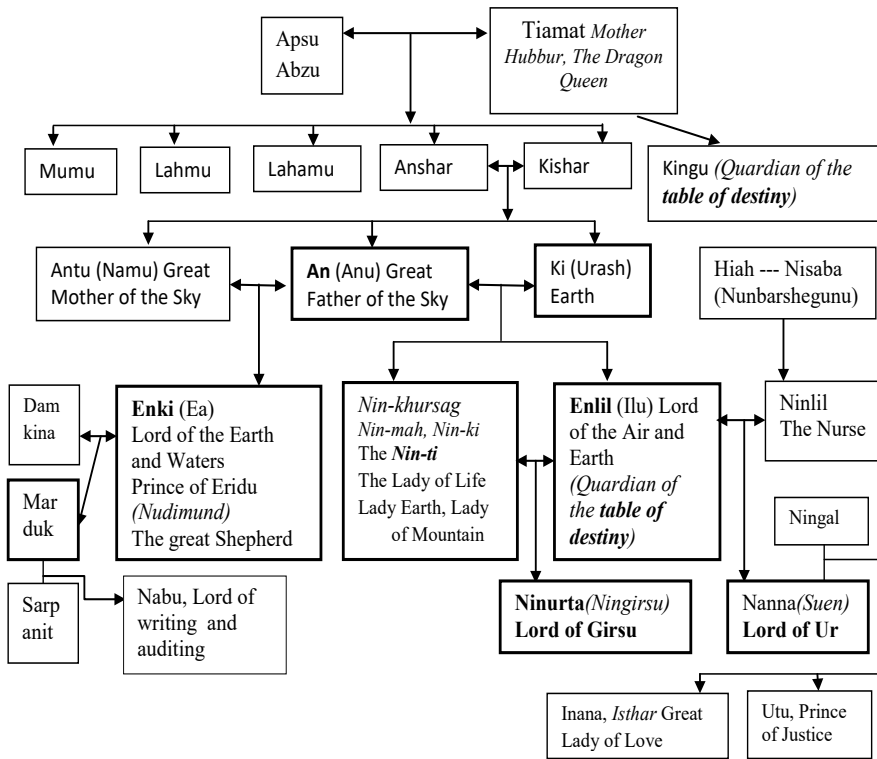 Apsu
Abzu
Tiamat Mother
Hubbur, The Dragon
Queen
Mumu
Lahmu
Lahamu
Anshar
Kishar
Kingu (Quardian of the
table of destiny)
Antu (Namu) Great
Mother of the Sky
An (Anu) Great
Father of the Sky
Ki (Urash)
Earth
Hiah --- Nisaba
(Nunbarshegunu)
Dam
kina
Enki (Ea)
Lord of the Earth
and Waters
Prince of Eridu
(Nudimund)
The great Shepherd
Nin-khursag
Nin-mah, Nin-ki
The Nin-ti
The Lady of Life
Lady Earth, Lady
of Mountain
Enlil (Ilu) Lord
of the Air and
Earth
(Quardian of
the table of
destiny)
Ninlil
The Nurse
Mar
duk
Ningal
Sarp
anit
Nabu, Lord of
writing and
auditing
Ninurta(Ningirsu)
Lord of Girsu
Nanna(Suen)
Lord of Ur
Inana, Isthar Great
Lady of Love
Utu, Prince
of Justice